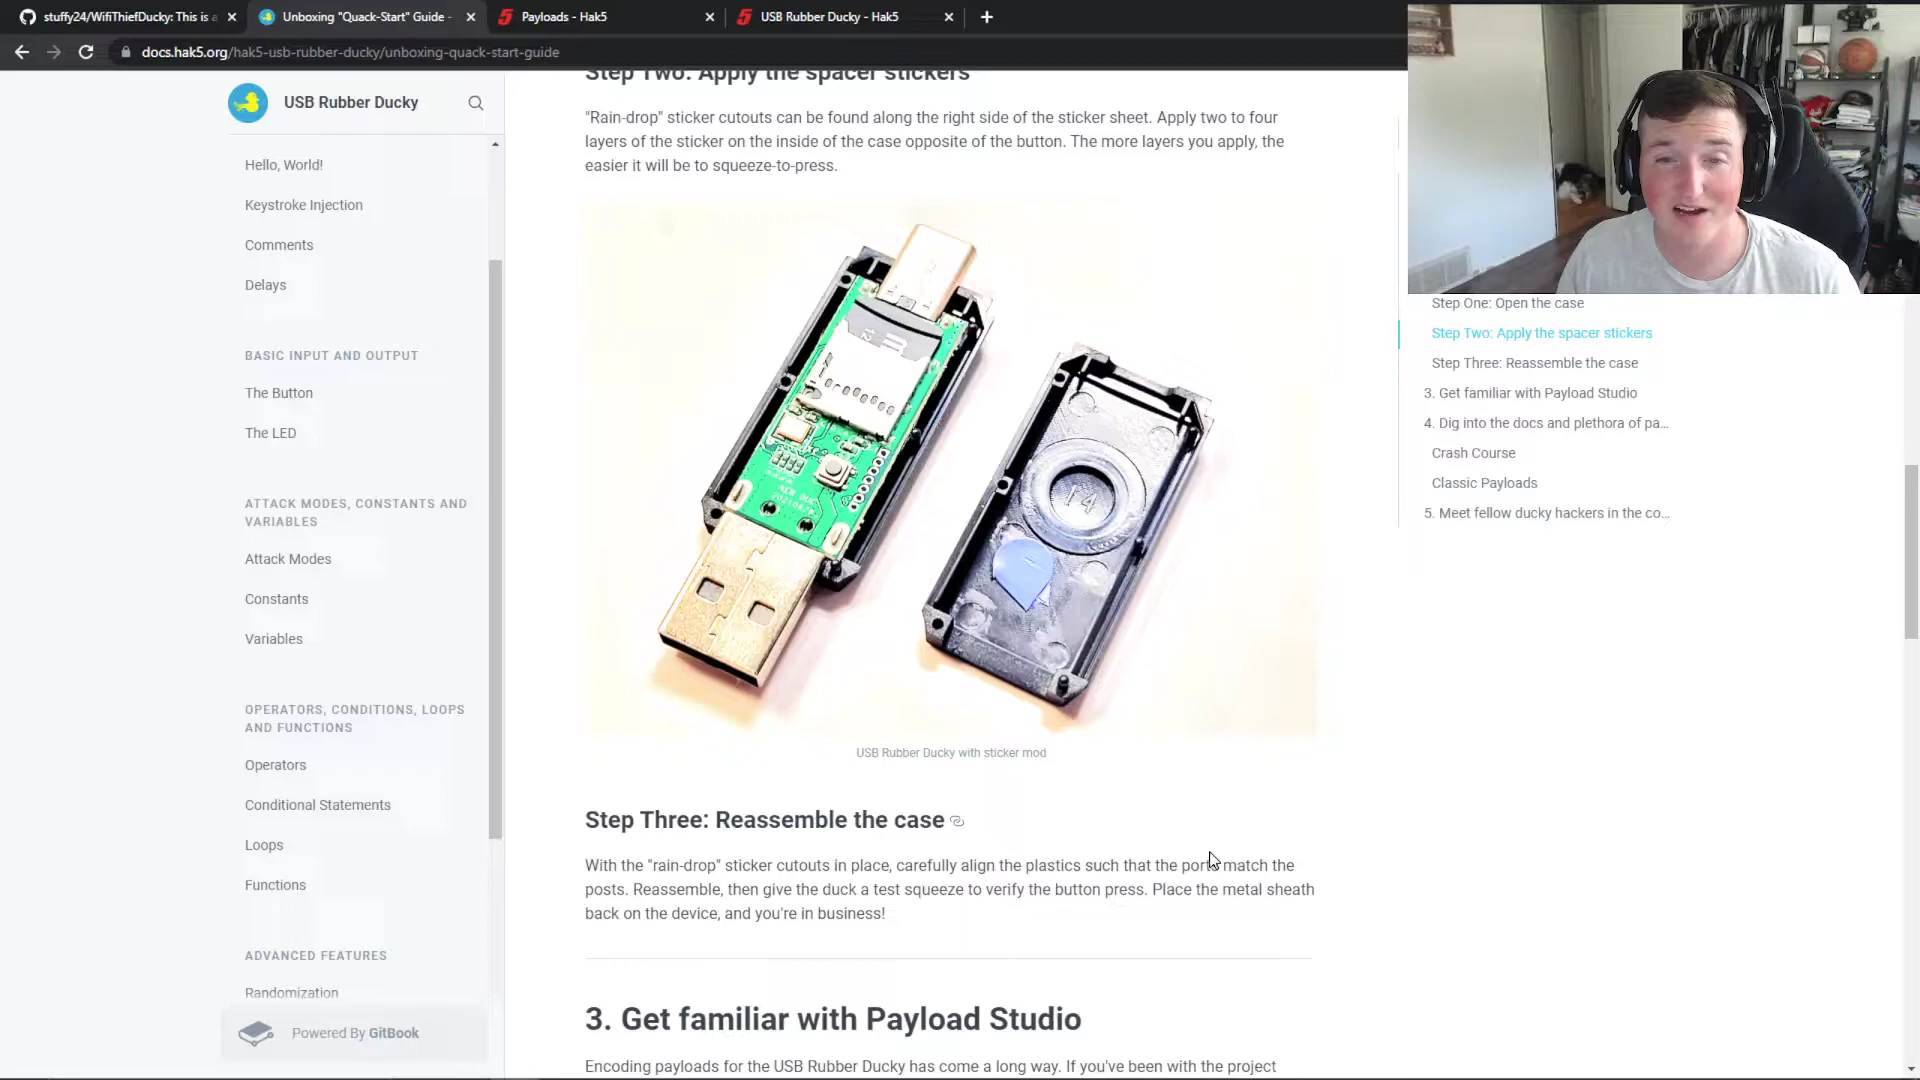 stuffy24/WifiThiefDucky: This is a
Unboxing "Quack-Start" Guide -
Payloads - Hak5
USB Rubber Ducky - Hak5
docs.hak5.org/hak5-usb-rubber-ducky/unboxing-quack-start-guide
USB Rubber Ducky
Hello, World!
Keystroke Injection
Comments
Delays
BASIC INPUT AND OUTPUT
The Button
The LED
ATTACK MODES, CONSTANTS AND
VARIABLES
Attack Modes
Constants
Variables
OPERATORS, CONDITIONS, LOOPS
AND FUNCTIONS
Operators
Conditional Statements
Loops
Functions
ADVANCED FEATURES
Randomization
Powered By GitBook
Step Two: Apply the spacer stickers
"Rain-drop" sticker cutouts can be found along the right side of the sticker sheet. Apply two to four
layers of the sticker on the inside of the case opposite of the button. The more layers you apply, the
easier it will be to squeeze-to-press.
14
USB Rubber Ducky with sticker mod
Step Three: Reassemble the case
With the "rain-drop" sticker cutouts in place, carefully align the plastics such that the ports match the
posts. Reassemble, then give the duck a test squeeze to verify the button press. Place the metal sheath
back on the device, and you're in business!
3. Get familiar with Payload Studio
Encoding payloads for the USB Rubber Ducky has come a long way. If you've been with the project
Step One: Open the case
Step Two: Apply the spacer stickers
Step Three: Reassemble the case
3. Get familiar with Payload Studio
4. Dig into the docs and plethora of pa...
Crash Course
Classic Payloads
5. Meet fellow ducky hackers in the co...